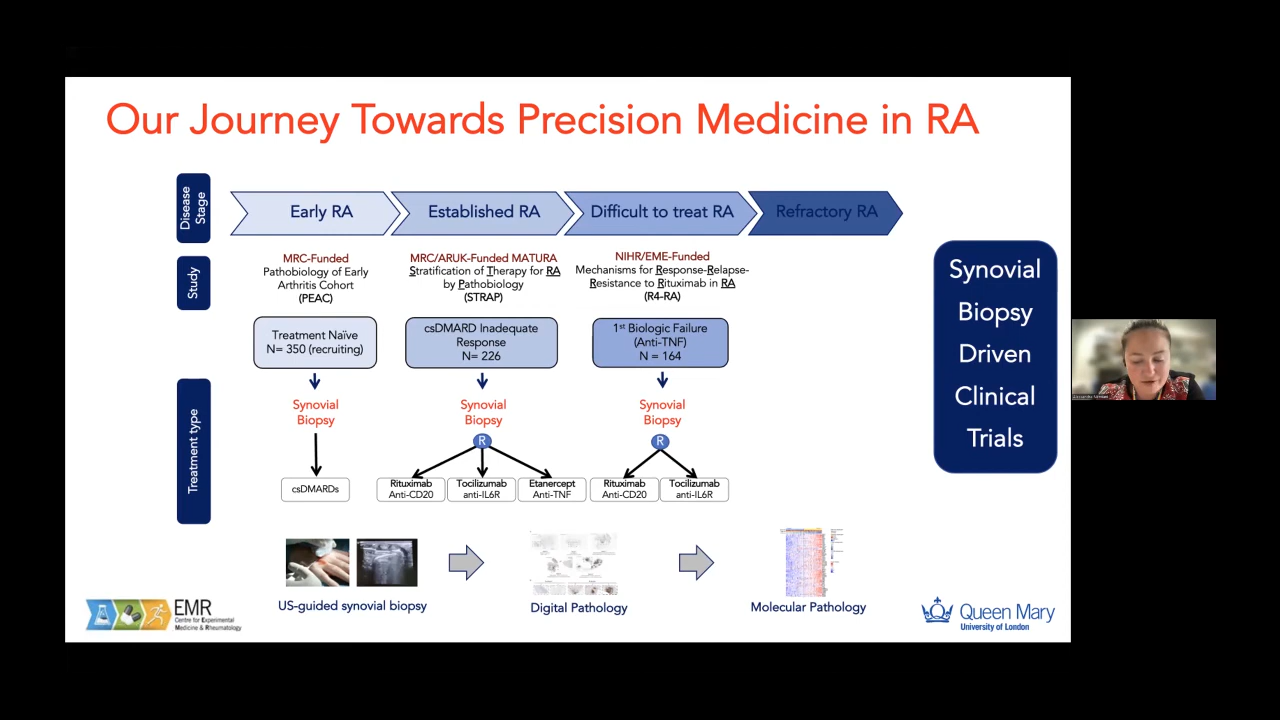 Our Journey Towards Precision Medicine in RA
Disease
Stage
Early RA
Established RA
Difficult to treat RA
Refractory RA
Study
MRC-Funded
Pathobiology of Early
Arthritis Cohort
(PEAC)
MRC/ARUK-Funded MATURA
Stratification of Therapy for RA
by Pathobiology
(STRAP)
NIHR/EME-Funded
Mechanisms for Response-Relapse-
Resistance to Rituximab in RA
(R4-RA)
Treatment Naïve
N= 350 (recruiting)
csDMARD Inadequate
Response
N= 226
1st Biologic Failure
(Anti-TNF)
N = 164
Treatment type
Synovial
Biopsy
Synovial
Biopsy
Synovial
Biopsy
R
R
csDMARDs
Rituximab
Anti-CD20
Tocilizumab
anti-IL6R
Etanercept
Anti-TNF
Rituximab
Anti-CD20
Tocilizumab
anti-IL6R
US-guided synovial biopsy
Digital Pathology
Molecular Pathology
Synovial
Biopsy
Driven
Clinical
Trials
EMR
Centre for Experimental
Medicine & Rheumatology
Queen Mary
University of London